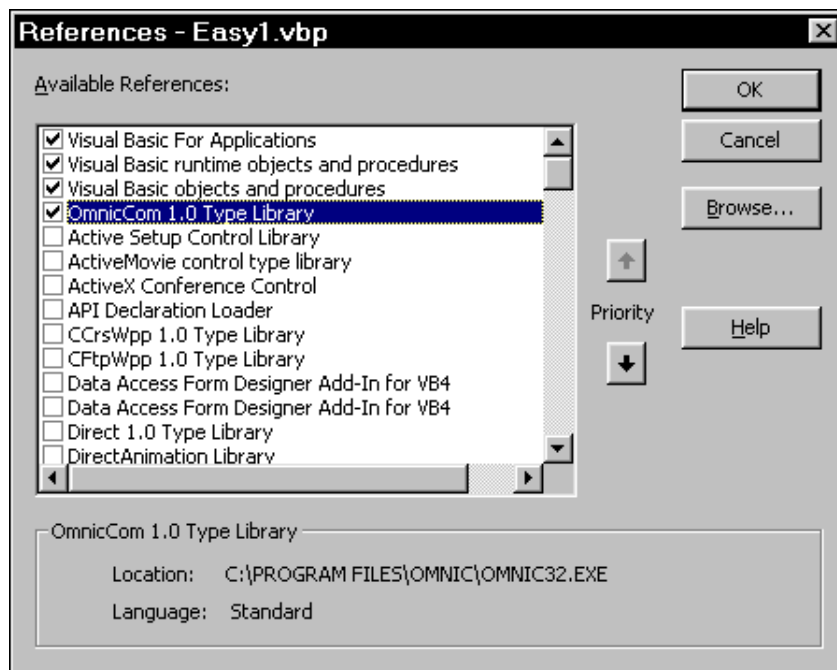 References - Easy1.vbp
Available References:
Visual Basic For Applications
Visual Basic runtime objects and procedures
Visual Basic objects and procedures
OmnicCom 1.0 Type Library
Active Setup Control Library
ActiveMovie control type library
ActiveX Conference Control
API Declaration Loader
CCrsWpp 1.0 Type Library
CFtpWpp 1.0 Type Library
Data Access Form Designer Add-In for VB4
Data Access Form Designer Add-In for VB4
Direct 1.0 Type Library
DirectAnimation Library
Priority
OK
Cancel
Browse...
Help
OmnicCom 1.0 Type Library
Location: C:\PROGRAM FILES\OMNIC\OMNIC32.EXE
Language: Standard